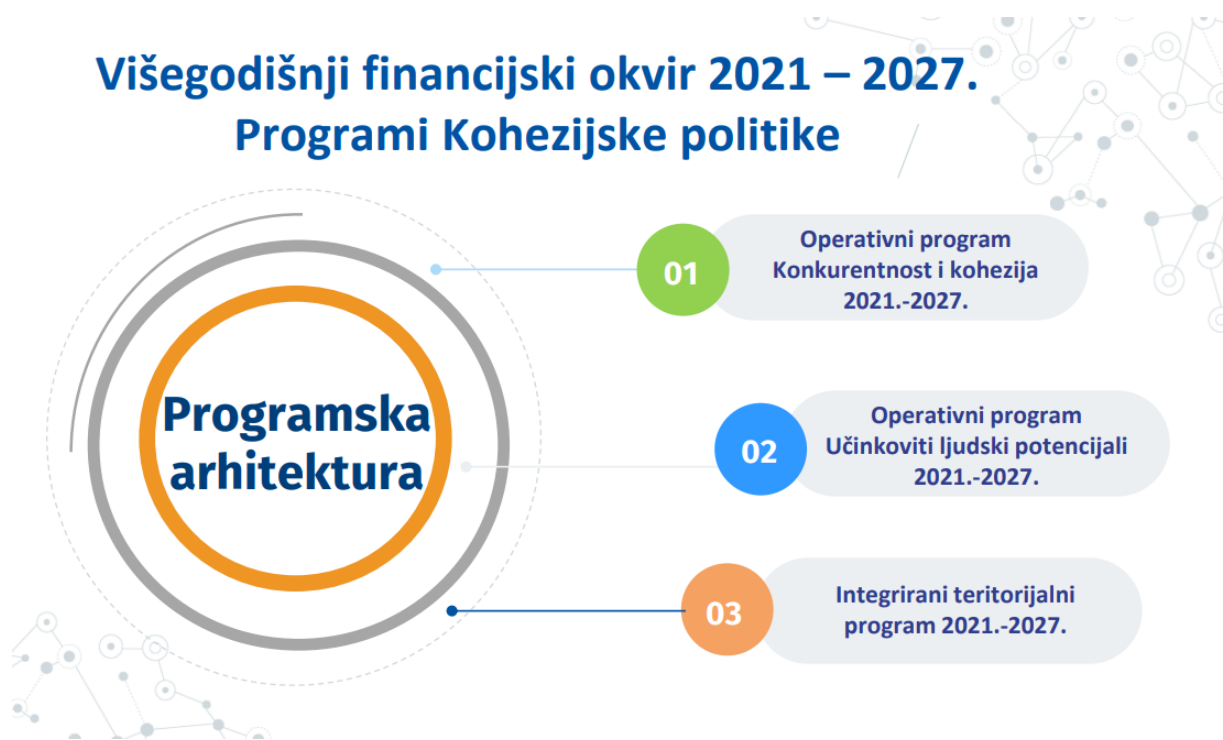 Višegodišnji financijski okvir 2021 – 2027.
Programi Kohezijske politike
Programska
arhitektura
01
Operativni program
Konkurentnost i kohezija
2021.-2027.
02
Operativni program
Učinkoviti ljudski potencijali
2021.-2027.
03
Integrirani teritorijalni
program 2021.-2027.